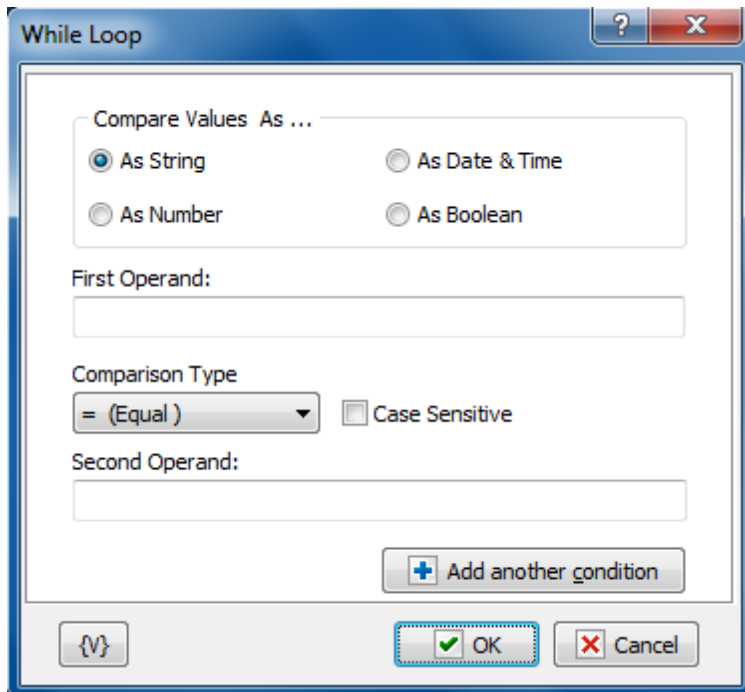 While Loop
?
Compare Values As ...
As String
As Date & Time
As Number
As Boolean
First Operand:
Comparison Type
= (Equal )
Case Sensitive
Second Operand:
Add another condition
{V}
OK
Cancel